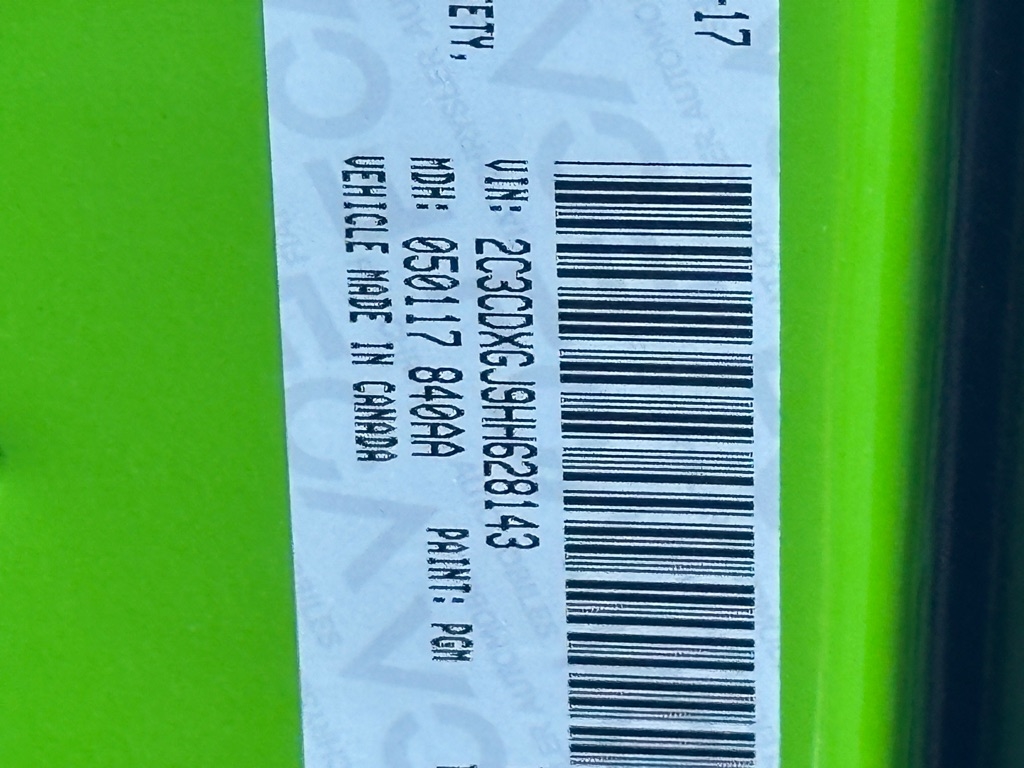 -17
ETY,
VIN: 2C3CDXGJ9HH628143
MDH: 050117 840AA PAINT: PGM
VEHICLE MADE IN CANADA